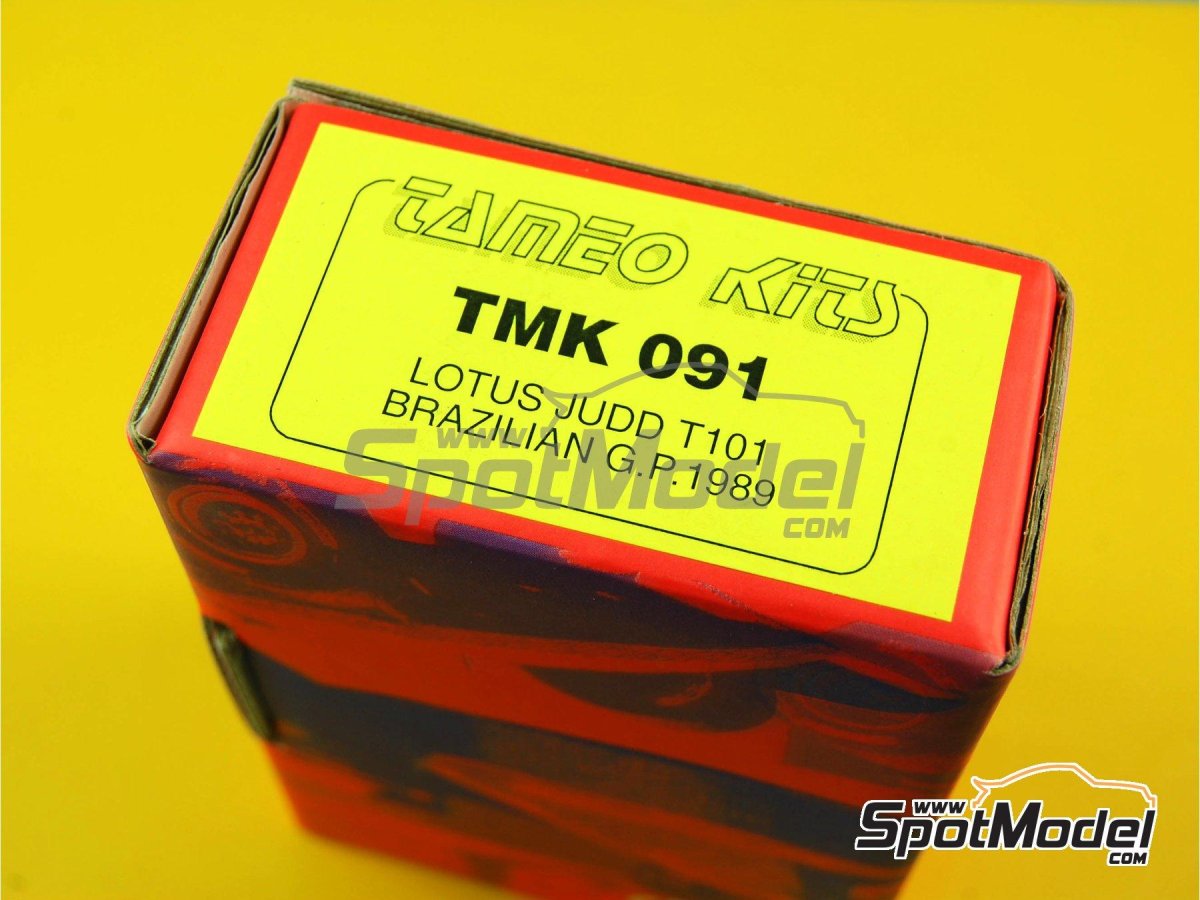 TAMEO KITS
TMK 091
LOTUS JUDD T101
BRAZILIAN G.P.1989
www
SpotModel
.COM
www
SpotModel
.COM